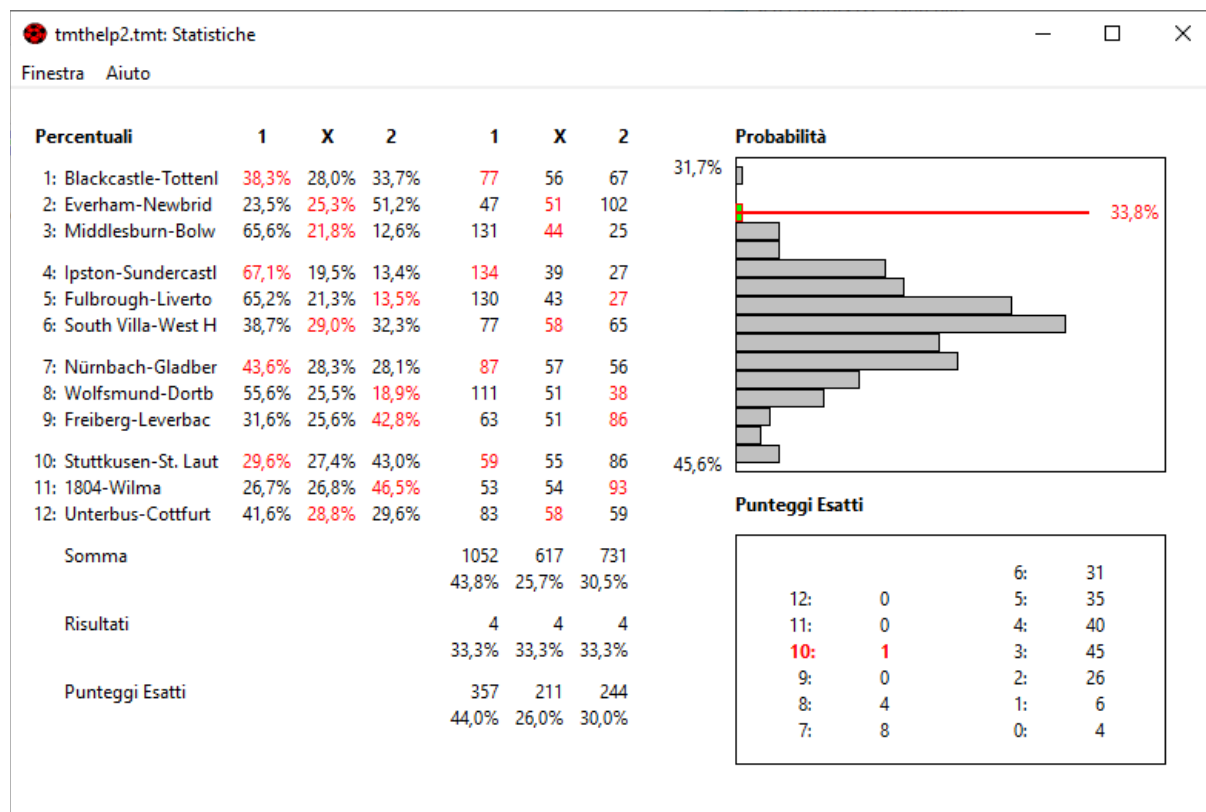 tmthelp2.tmt: Statistiche
Finestra Aiuto
Percentuali 1 X 2 1 X 2
1: Blackcastle-Tottenl 38,3% 28,0% 33,7% 77 56 67
2: Everham-Newbrid 23,5% 25,3% 51,2% 47 51 102
3: Middlesburn-Bolw 65,6% 21,8% 12,6% 131 44 25
4: Ipston-Sundercastl 67,1% 19,5% 13,4% 134 39 27
5: Fulbrough-Liverto 65,2% 21,3% 13,5% 130 43 27
6: South Villa-West H 38,7% 29,0% 32,3% 77 58 65
7: Nürnbach-Gladber 43,6% 28,3% 28,1% 87 57 56
8: Wolfsmund-Dortb 55,6% 25,5% 18,9% 111 51 38
9: Freiberg-Leverbac 31,6% 25,6% 42,8% 63 51 86
10: Stuttkusen-St. Laut 29,6% 27,4% 43,0% 59 55 86
11: 1804-Wilma 26,7% 26,8% 46,5% 53 54 93
12: Unterbus-Cottfurt 41,6% 28,8% 29,6% 83 58 59
Somma 1052 617 731
43,8% 25,7% 30,5%
Risultati 4 4 4
33,3% 33,3% 33,3%
Punteggi Esatti 357 211 244
44,0% 26,0% 30,0%
Probabilità
31,7%
33,8%
45,6%
Punteggi Esatti
6: 31
12: 0 5: 35
11: 0 4: 40
10: 1 3: 45
9: 0 2: 26
8: 4 1: 6
7: 8 0: 4